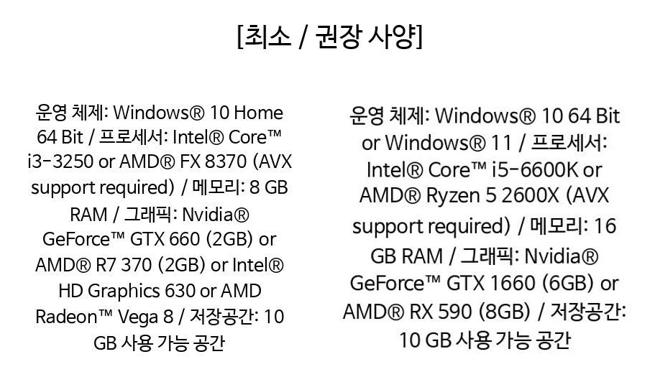 [최소 / 권장 사양]
운영 체제: Windows® 10 Home
64 Bit / 프로세서: Intel® Core™
i3-3250 or AMD® FX 8370 (AVX
support required) / 메모리: 8 GB
RAM / 그래픽: Nvidia®
GeForce™ GTX 660 (2GB) or
AMD® R7 370 (2GB) or Intel®
HD Graphics 630 or AMD
Radeon™ Vega 8 / 저장공간: 10
GB 사용 가능 공간
운영 체제: Windows® 10 64 Bit
or Windows® 11 / 프로세서:
Intel® Core™ i5-6600K or
AMD® Ryzen 5 2600X (AVX
support required) / 메모리: 16
GB RAM / 그래픽: Nvidia®
GeForce™ GTX 1660 (6GB) or
AMD® RX 590 (8GB) / 저장공간:
10 GB 사용 가능 공간